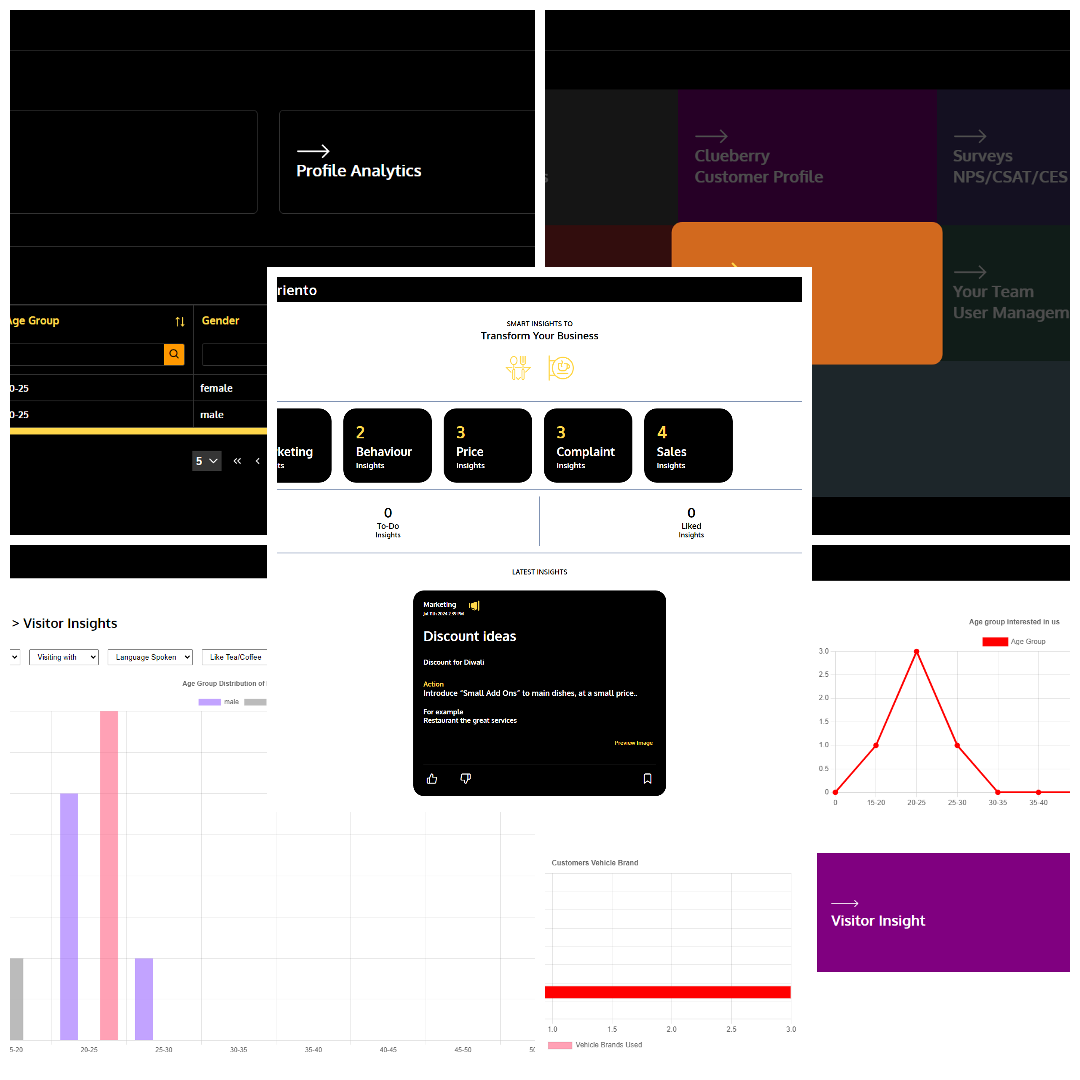 Profile Analytics
Age Group
Gender
0-25
female
0-25
male
5
Clueberry
Customer Profile
Surveys
NPS/CSAT/CES
s
Your Team
User Managem
riento
SMART INSIGHTS TO
Transform Your Business
keting
ts
2
Behaviour
Insights
3
Price
Insights
3
Complaint
Insights
4
Sales
Insights
0
To-Do
Insights
0
Liked
Insights
LATEST INSIGHTS
Marketing
Discount ideas
Discount for Diwali
Action
Introduce “Small Add Ons” to main dishes, at a small price..
For example
Restaurant the great services
Preview Image
> Visitor Insights
Visiting with
Language Spoken
Like Tea/Coffee
Age Group Distribution of
male
5-20
20-25
25-30
30-35
35-40
40-45
45-50
50
Age group interested in us
Age Group
3.0
2.5
2.0
1.5
1.0
0.5
0
0
15-20
20-25
25-30
30-35
35-40
Customers Vehicle Brand
1.0
1.5
2.0
2.5
3.0
Vehicle Brands Used
Visitor Insight